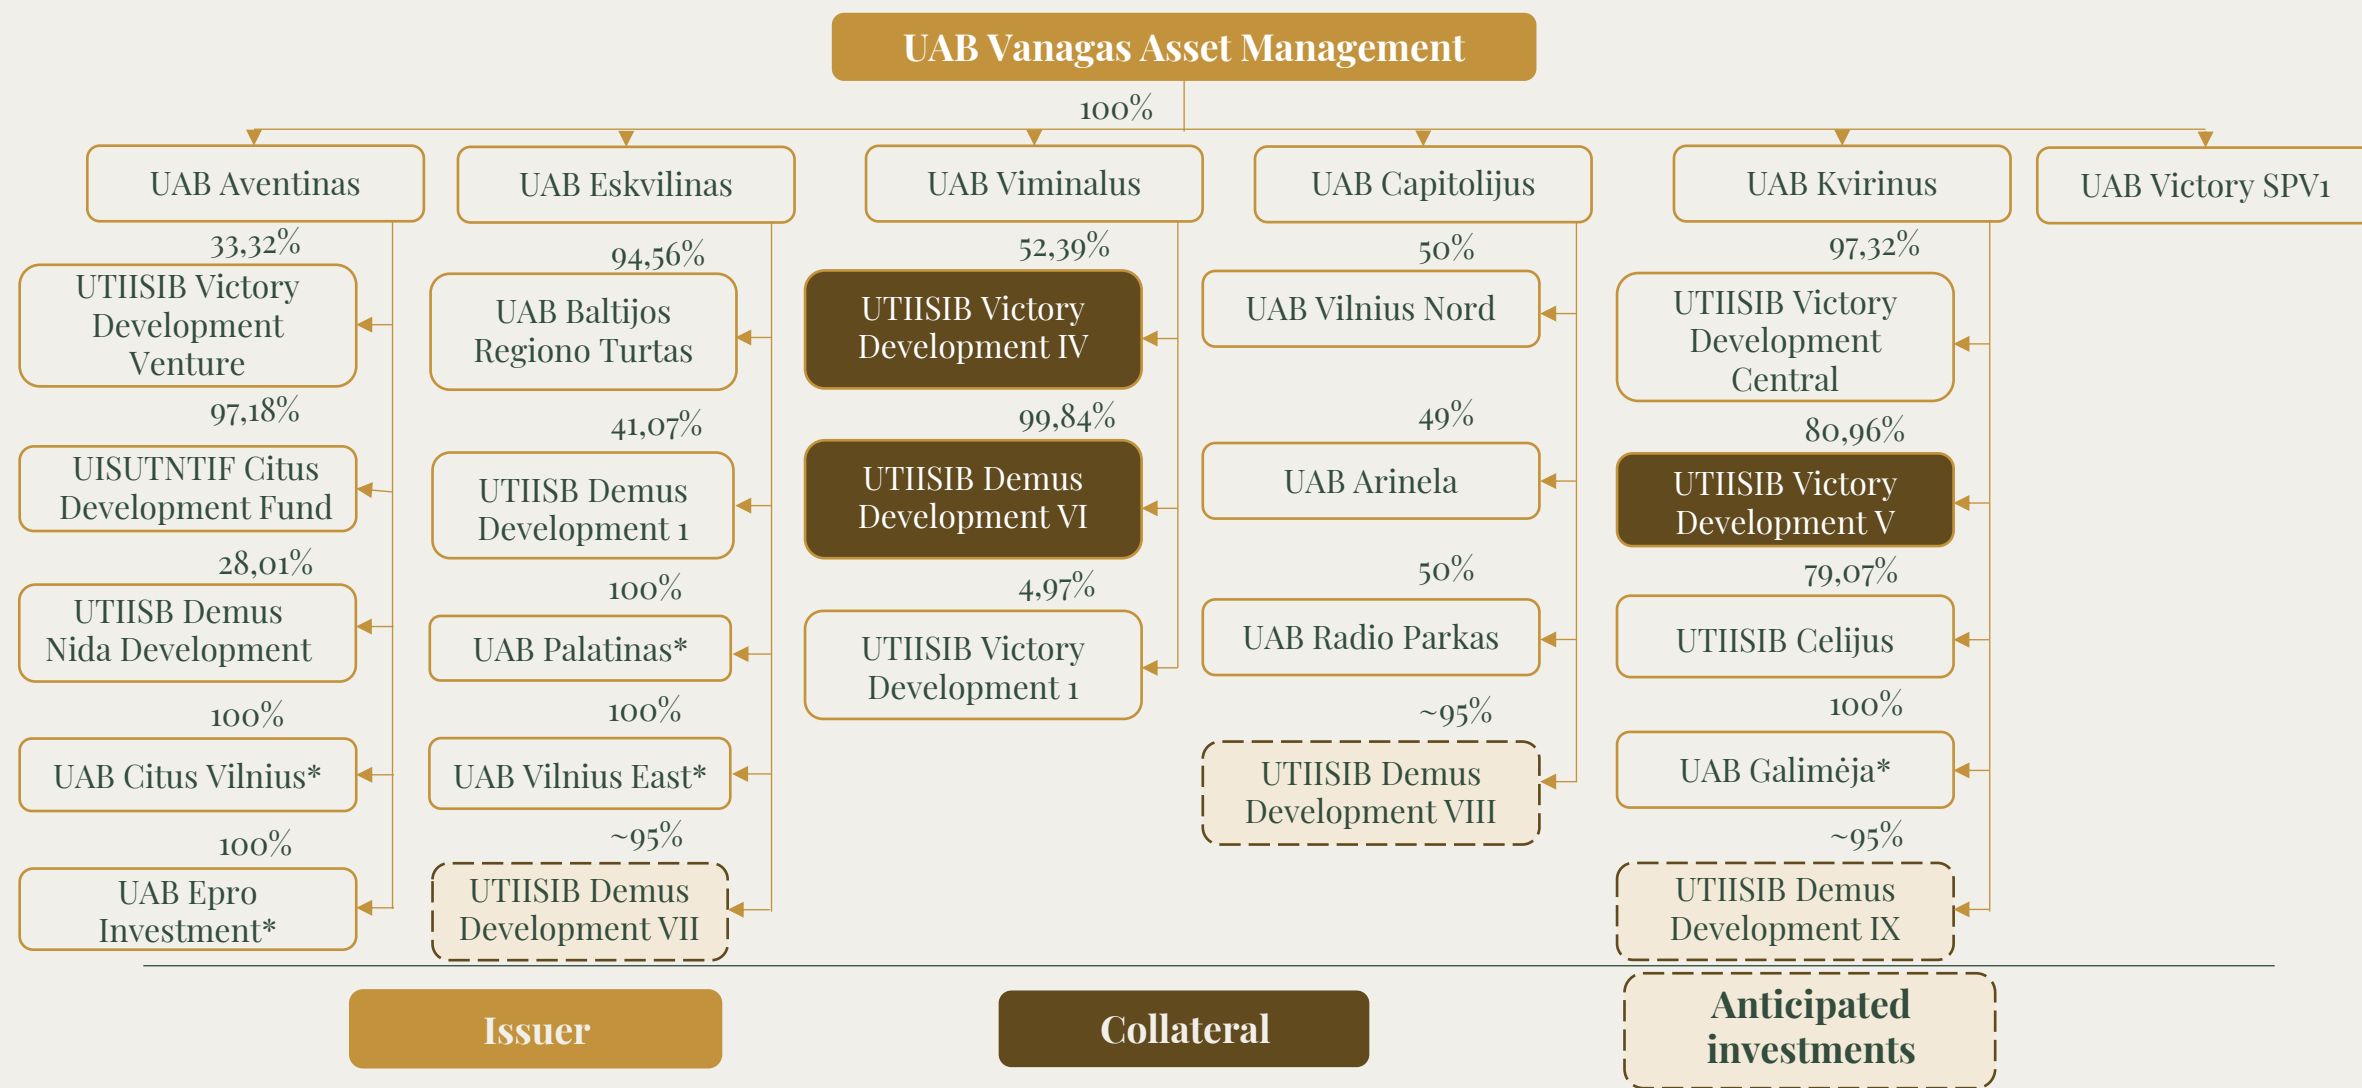 UAB Vanagas Asset Management
100%
UAB Aventinas
33,32%
UTIISIB Victory
Development
Venture
97,18%
UISUTNTIF Citus
Development Fund
28,01%
UTIISB Demus
Nida Development
100%
UAB Citus Vilnius*
100%
UAB Epro
Investment*
UAB Eskvilinas
94,56%
UAB Baltijos
Regiono Turtas
41,07%
UTIISB Demus
Development 1
100%
UAB Palatinas*
100%
UAB Vilnius East*
~95%
UTIISIB Demus
Development VII
UAB Viminalus
52,39%
UTIISIB Victory
Development IV
99,84%
UTIISIB Demus
Development VI
4,97%
UTIISIB Victory
Development 1
UAB Capitolijus
50%
UAB Vilnius Nord
49%
UAB Arinela
50%
UAB Radio Parkas
~95%
UTIISIB Demus
Development VIII
UAB Kvirinus
97,32%
UTIISIB Victory
Development
Central
80,96%
UTIISIB Victory
Development V
79,07%
UTIISIB Celijus
100%
UAB Galimėja*
~95%
UTIISIB Demus
Development IX
UAB Victory SPV1
Issuer
Collateral
Anticipated
investments